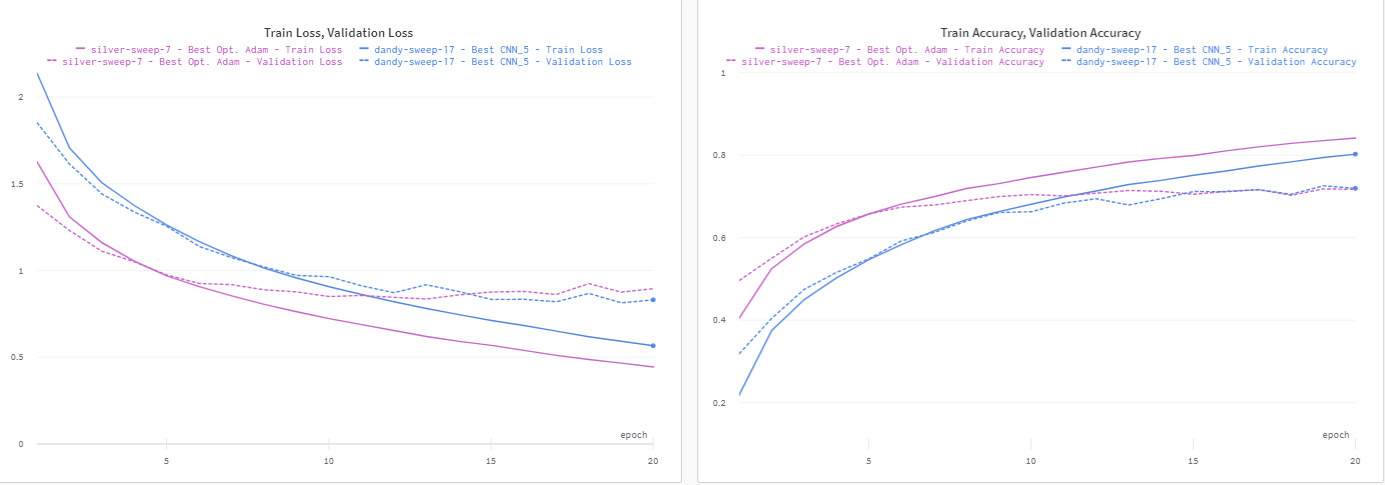 Train Loss, Validation Loss
silver-sweep-7 - Best Opt. Adam - Train Loss dandy-sweep-17 - Best CNN_5 - Train Loss
silver-sweep-7 - Best Opt. Adam - Validation Loss dandy-sweep-17 - Best CNN_5 - Validation Loss
2
1.5
1
0.5
0
epoch
5 10 15 20
Train Accuracy, Validation Accuracy
silver-sweep-7 - Best Opt. Adam - Train Accuracy dandy-sweep-17 - Best CNN_5 - Train Accuracy
silver-sweep-7 - Best Opt. Adam - Validation Accuracy dandy-sweep-17 - Best CNN_5 - Validation Accuracy
1
0.8
0.6
0.4
0.2
epoch
5 10 15 20